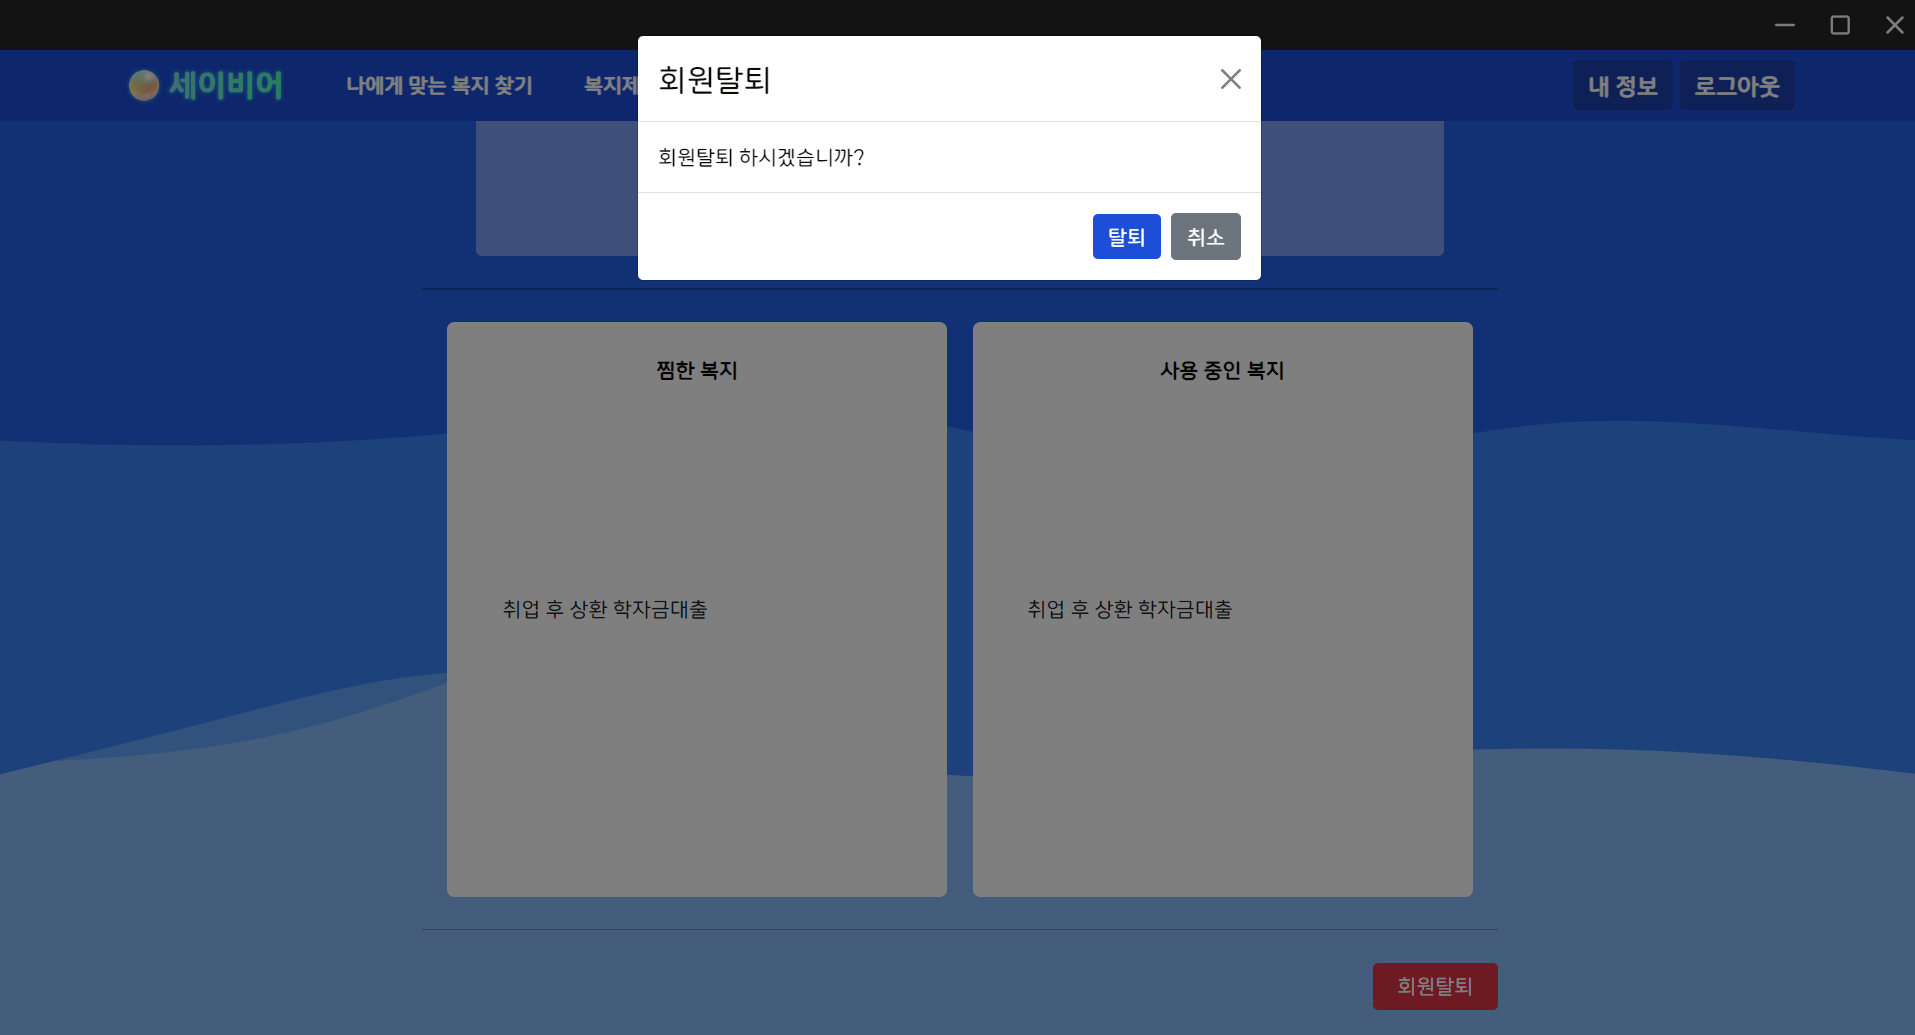 세이비어
나에게 맞는 복지 찾기
복지제
내 정보
로그아웃
회원탈퇴
회원탈퇴 하시겠습니까?
탈퇴
취소
찜한 복지
사용 중인 복지
취업 후 상환 학자금대출
취업 후 상환 학자금대출
회원탈퇴